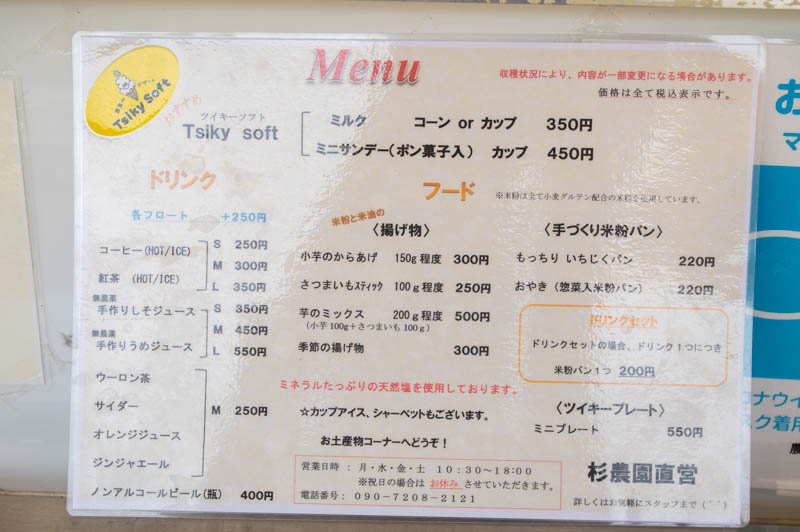 Menu
収穫状況により、内容が一部変更になる場合があります。
価格は全て税込表示です。
Tsiky Soft
おすすめ
ツイキーソフト
Tsiky soft
ミルク コーン or カップ 350円
ミニサンデー(ポン菓子入) カップ 450円
ドリンク
各フロート +250円
コーヒー(HOT/ICE)
紅茶 (HOT/ICE)
S 250円
M 300円
L 350円
無農薬
手作りしそジュース
無農薬
手作りうめジュース
S 350円
M 450円
L 550円
ウーロン茶
サイダー
オレンジジュース
ジンジャエール
M 250円
ノンアルコールビール(瓶) 400円
フード
※米粉は全て小麦グルテン配合の米粉を使用しています。
米粉と米油の
〈揚げ物〉
小芋のからあげ 150g程度 300円
さつまいもスティック 100g程度 250円
芋のミックス 200g程度 500円
(小芋100g+さつまいも100g)
季節の揚げ物 300円
〈手づくり米粉パン〉
もっちり いちじくパン 220円
おやき(惣菜入米粉パン) 220円
ドリンクセット
ドリンクセットの場合、ドリンク1つにつき
米粉パン1つ 200円
ミネラルたっぷりの天然塩を使用しております。
☆カップアイス、シャーベットもございます。
お土産物コーナーへどうぞ!
〈ツイキープレート〉
ミニプレート 550円
営業日時 : 月・水・金・土 10:30~18:00
※祝日の場合は お休み させていただきます。
電話番号: 090-7208-2121
杉農園直営
詳しくはお気軽にスタッフまで(^^)
お
マ
ナウイ
スク着用